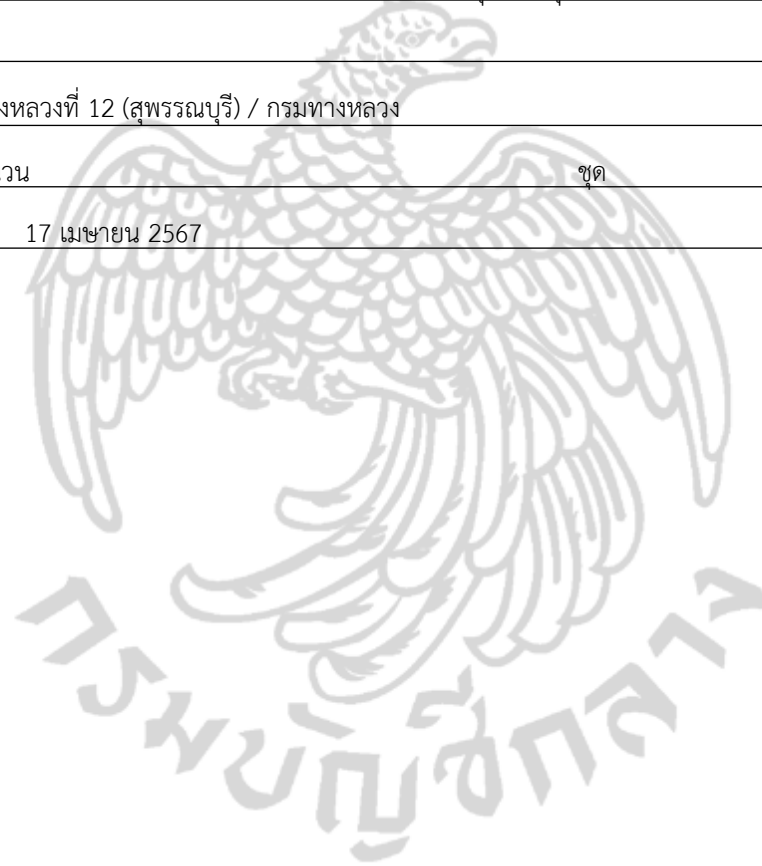 งหลวงที่ 12 (สุพรรณบุรี) / กรมทางหลวง
วน ชุด
17 เมษายน 2567
กรมบัญชีกลาง